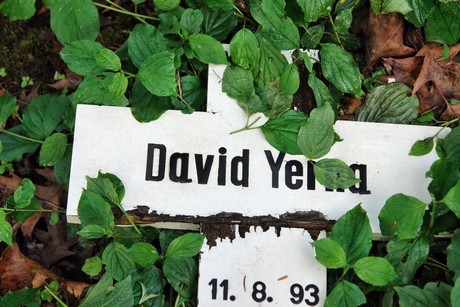 David Yerna
11. 8. 93